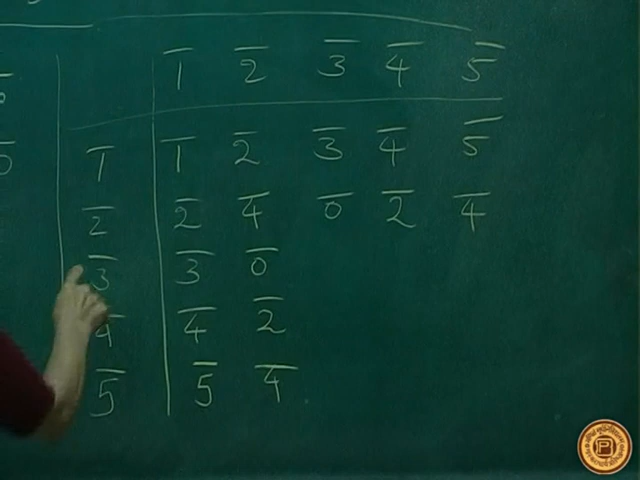 1̅ 2̅ 3̅ 4̅ 5̅
1̅ 1̅ 2̅ 3̅ 4̅ 5̅
2̅ 2̅ 4̅ 0̅ 2̅ 4̅
3̅ 3̅ 0̅
4̅ 4̅ 2̅
5̅ 5̅ 4̅